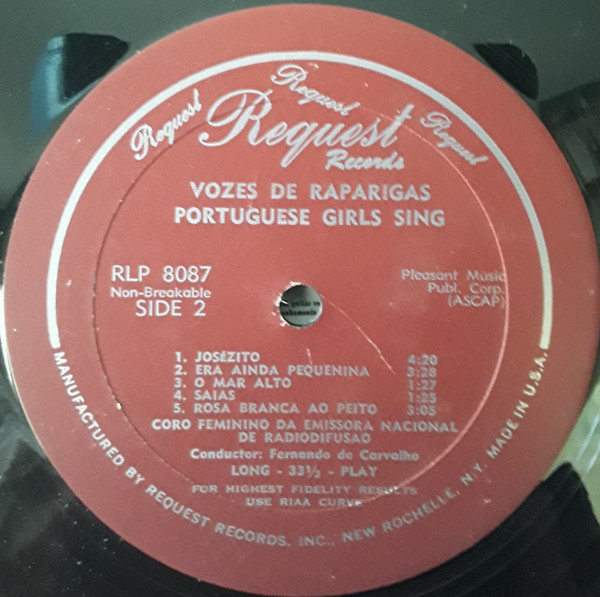 Request
Request
Request
Request
Records
VOZES DE RAPARIGAS
PORTUGUESE GIRLS SING
RLP 8087
Non-Breakable
SIDE 2
Pleasant Music
Publ. Corp.
(ASCAP)
1. JOSÉZITO 4:20
2. ERA AINDA PEQUENINA 3:28
3. O MAR ALTO 1:27
4. SAIAS 1:25
5. ROSA BRANCA AO PEITO 3:05
CORO FEMININO DA EMISSORA NACIONAL
DE RADIODIFUSAO
Conductor: Fernando de Carvalho
LONG - 33⅓ - PLAY
FOR HIGHEST FIDELITY RESULTS
USE RIAA CURVE
MANUFACTURED BY REQUEST RECORDS, INC., NEW ROCHELLE, N.Y. MADE IN U.S.A.